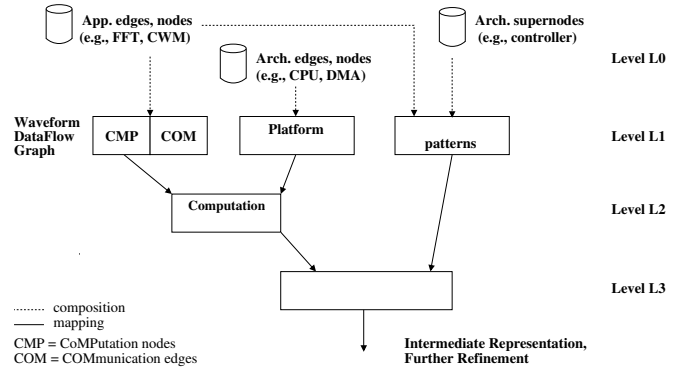 App. edges, nodes
(e.g., FFT, CWM)
Arch. supernodes
(e.g., controller)
Arch. edges, nodes
(e.g., CPU, DMA)
Level L0
Waveform
DataFlow
Graph
CMP COM
Platform
patterns
Level L1
Computation
Level L2
Level L3
composition
mapping
CMP = CoMPutation nodes
COM = COMmunication edges
Intermediate Representation,
Further Refinement